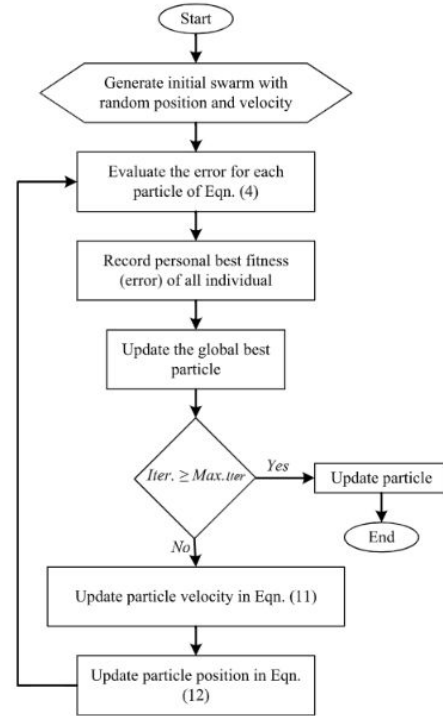 Start
Generate initial swarm with
random position and velocity
Evaluate the error for each
particle of Eqn. (4)
Record personal best fitness
(error) of all individual
Update the global best
particle
Iter. ≥ Max.Iter
Yes
Update particle
End
No
Update particle velocity in Eqn. (11)
Update particle position in Eqn.
(12)